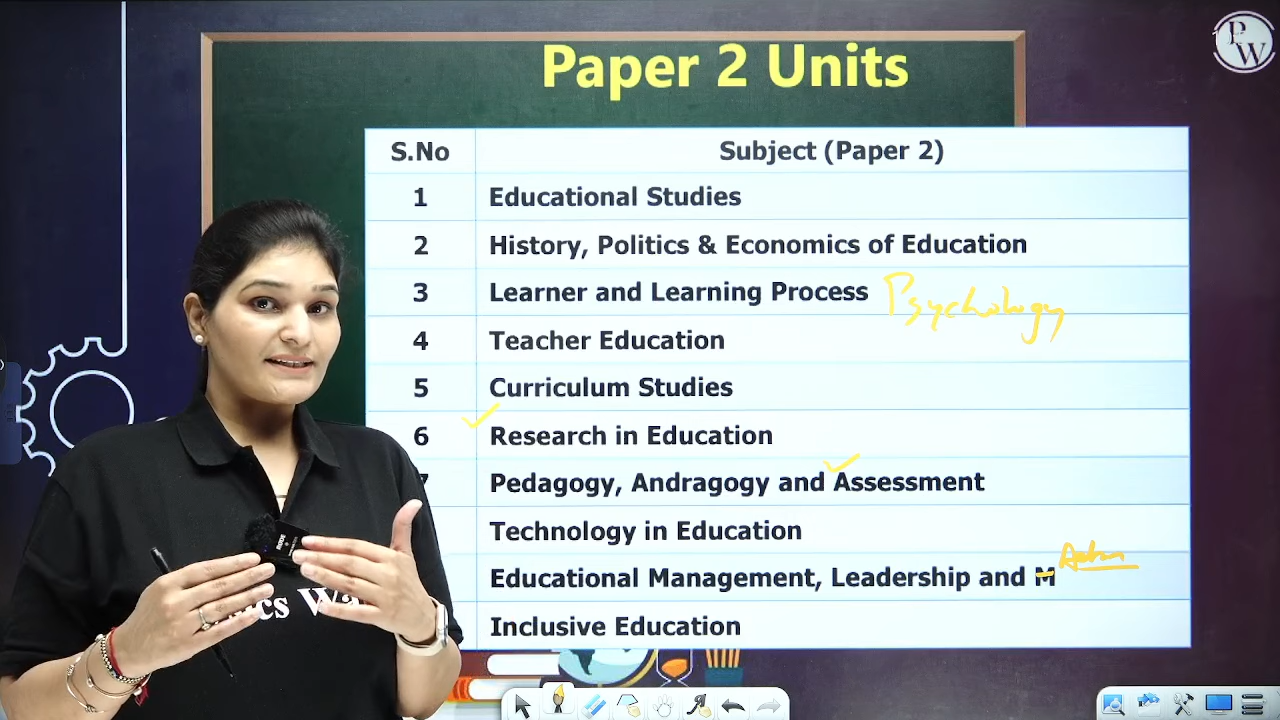 Paper 2 Units
PW
S.No Subject (Paper 2)
1 Educational Studies
2 History, Politics & Economics of Education
3 Learner and Learning Process Psychology
4 Teacher Education
5 Curriculum Studies
6 Research in Education
7 Pedagogy, Andragogy and Assessment
Technology in Education
Educational Management, Leadership and M
Inclusive Education